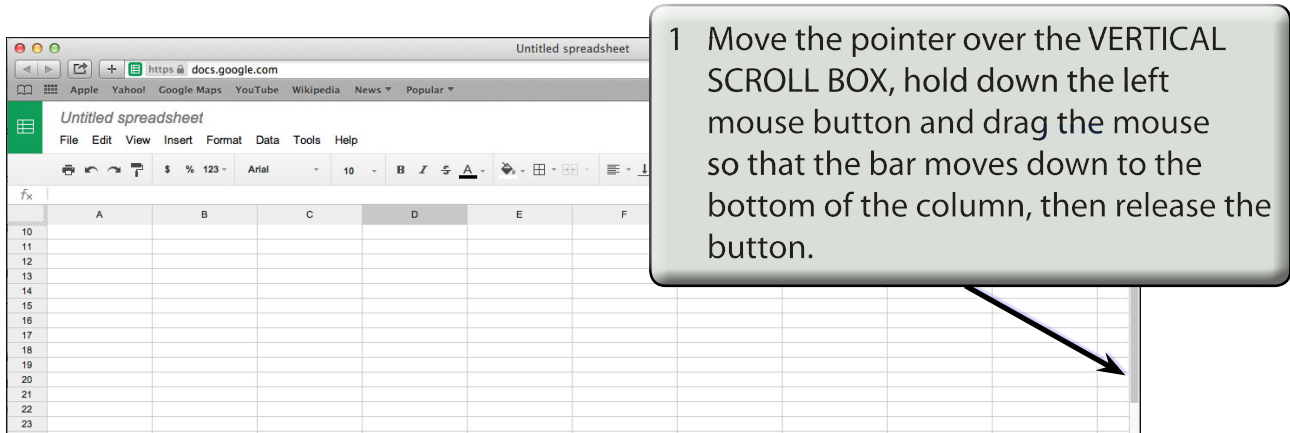 1 Move the pointer over the VERTICAL
SCROLL BOX, hold down the left
mouse button and drag the mouse
so that the bar moves down to the
bottom of the column, then release the
button.
Untitled spreadsheet
https docs.google.com
Apple Yahoo! Google Maps YouTube Wikipedia News Popular
Untitled spreadsheet
File Edit View Insert Format Data Tools Help
$ % 123 Arial 10 B I S A
fx
A B C D E F
10
11
12
13
14
15
16
17
18
19
20
21
22
23